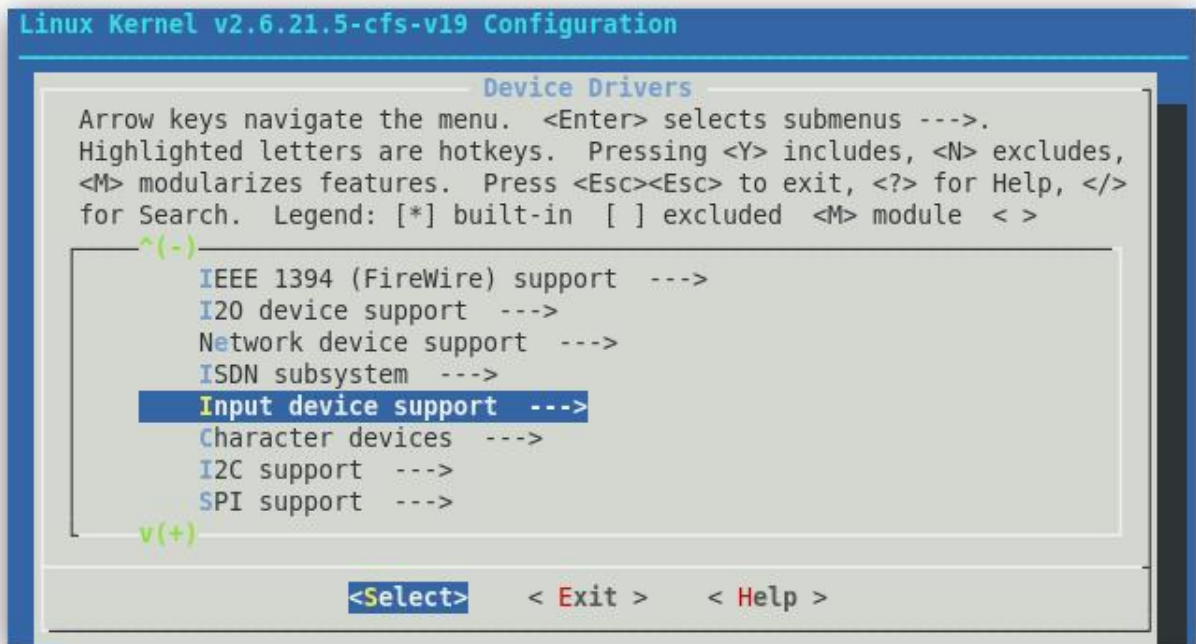 Linux Kernel v2.6.21.5-cfs-v19 Configuration
Device Drivers
Arrow keys navigate the menu.  <Enter> selects submenus --->.
Highlighted letters are hotkeys.  Pressing <Y> includes, <N> excludes,
<M> modularizes features.  Press <Esc><Esc> to exit, <?> for Help, </>
for Search.  Legend: [*] built-in  [ ] excluded  <M> module  < >
^(-)
IEEE 1394 (FireWire) support  --->
I2O device support  --->
Network device support  --->
ISDN subsystem  --->
Input device support  --->
Character devices  --->
I2C support  --->
SPI support  --->
v(+)
<Select>    < Exit >    < Help >